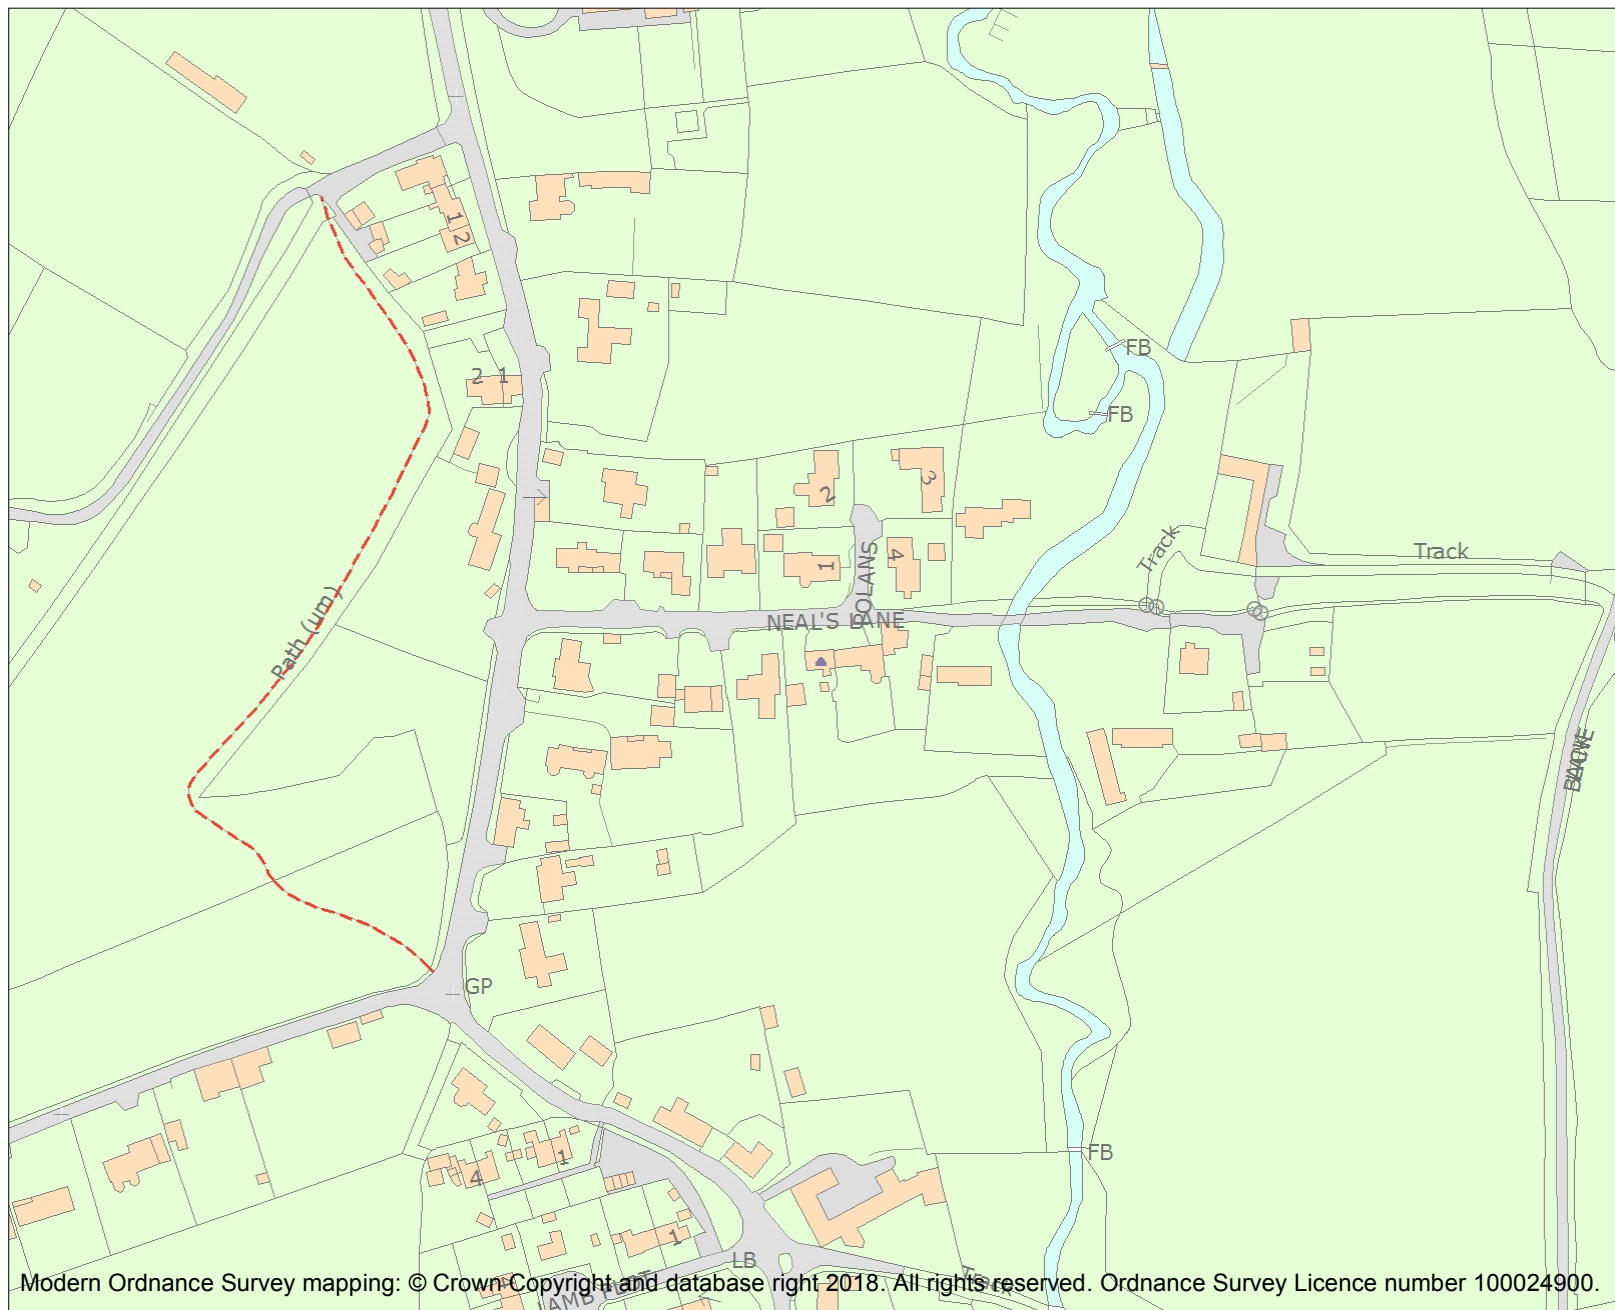 1
2
2 1
FB
FB
2
3
1
4
Track
Track
POLANS
NEAL'S LANE
Path (um)
GP
FB
4
1
1
LB
Track
Modern Ordnance Survey mapping: © Crown Copyright and database right 2018. All rights reserved. Ordnance Survey Licence number 100024900.